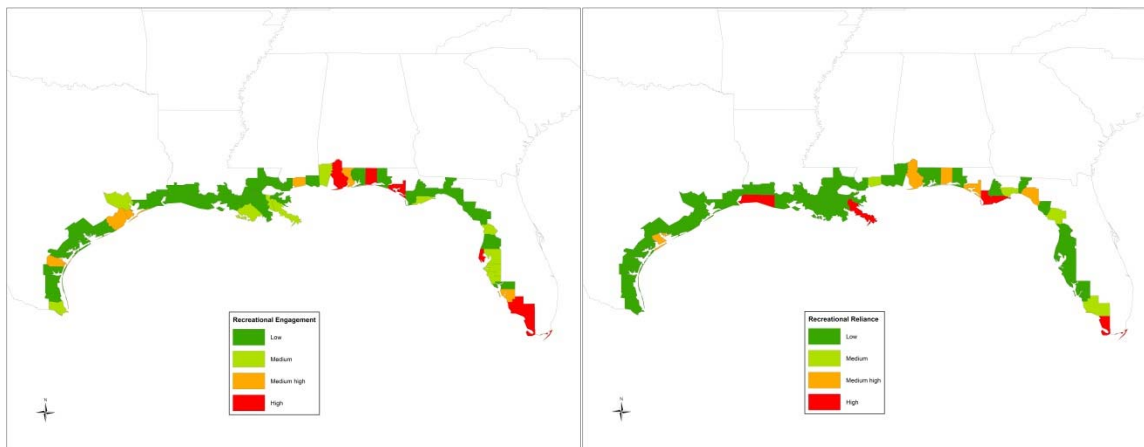 N
Recreational Engagement
Low
Medium
Medium high
High
N
Recreational Reliance
Low
Medium
Medium high
High